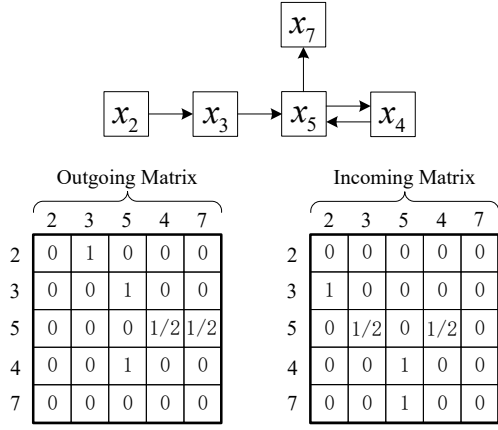 x7
x2 x3 x5 x4
Outgoing Matrix Incoming Matrix
2 3 5 4 7 2 3 5 4 7
2 0 1 0 0 0 2 0 0 0 0 0
3 0 0 1 0 0 3 1 0 0 0 0
5 0 0 0 1/2 1/2 5 0 1/2 0 1/2 0
4 0 0 1 0 0 4 0 0 1 0 0
7 0 0 0 0 0 7 0 0 1 0 0